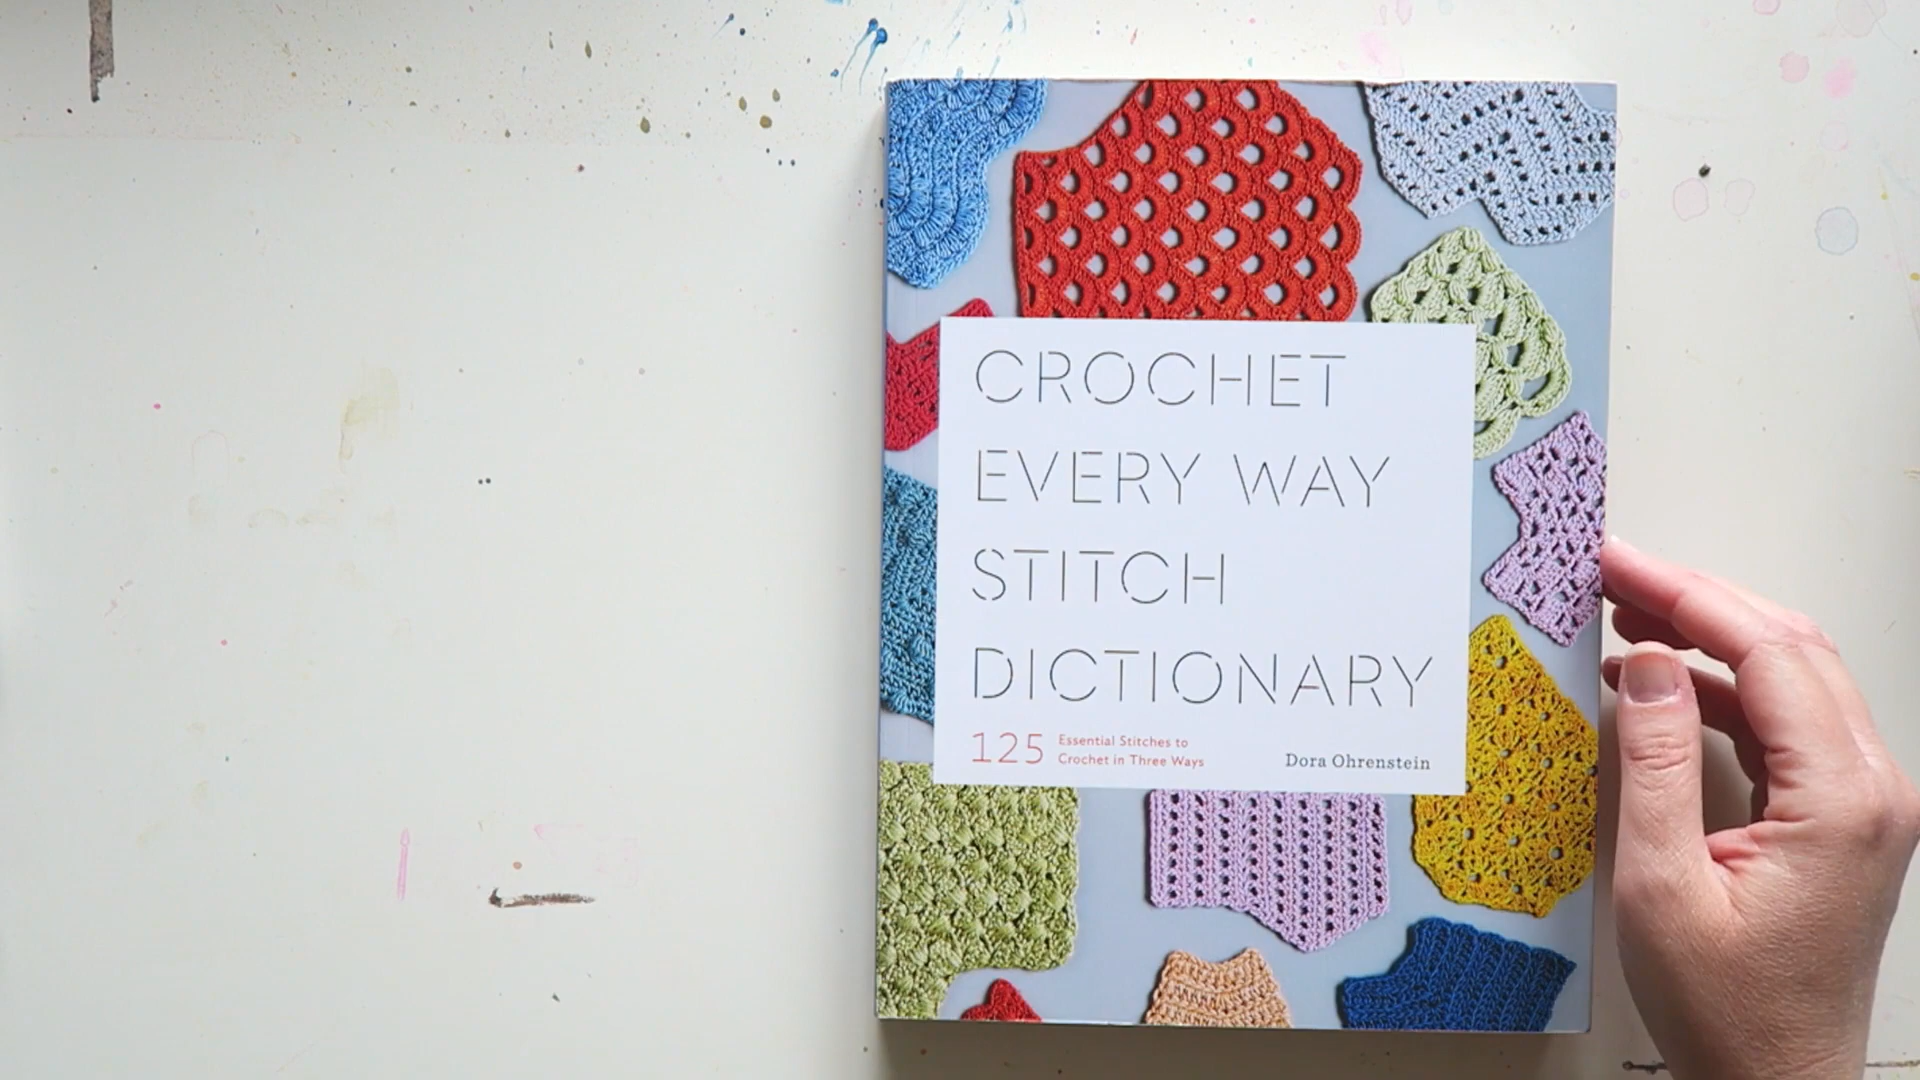 CROCHET
EVERY WAY
STITCH
DICTIONARY
125 Essential Stitches to
Crochet in Three Ways
Dora Ohrenstein